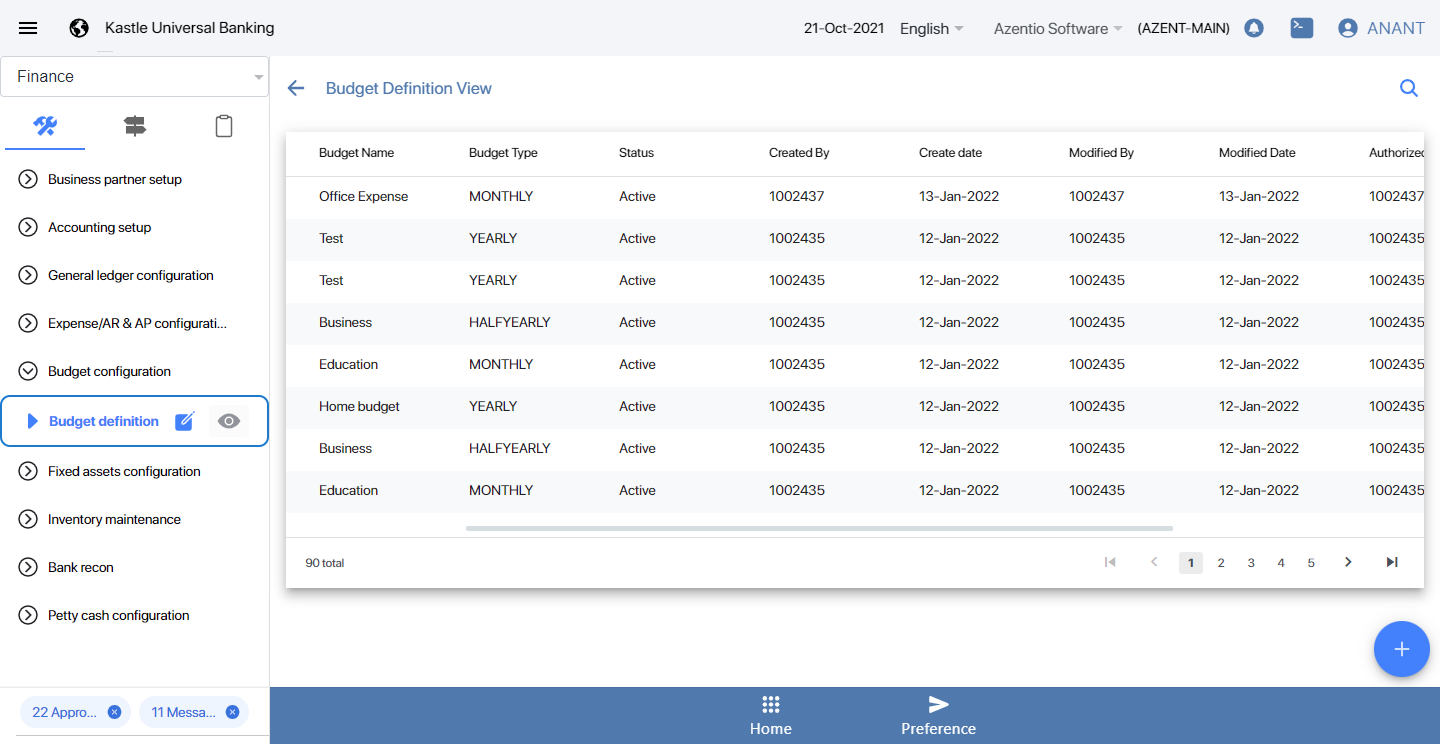 Kastle Universal Banking
21-Oct-2021 English Azentio Software (AZENT-MAIN) ANANT
Finance
Business partner setup
Accounting setup
General ledger configuration
Expense/AR & AP configurati...
Budget configuration
Budget definition
Fixed assets configuration
Inventory maintenance
Bank recon
Petty cash configuration
22 Appro... 11 Messa...
Budget Definition View
Budget Name Budget Type Status Created By Create date Modified By Modified Date Authorized
Office Expense MONTHLY Active 1002437 13-Jan-2022 1002437 13-Jan-2022 1002437
Test YEARLY Active 1002435 12-Jan-2022 1002435 12-Jan-2022 1002435
Test YEARLY Active 1002435 12-Jan-2022 1002435 12-Jan-2022 1002435
Business HALFYEARLY Active 1002435 12-Jan-2022 1002435 12-Jan-2022 1002435
Education MONTHLY Active 1002435 12-Jan-2022 1002435 12-Jan-2022 1002435
Home budget YEARLY Active 1002435 12-Jan-2022 1002435 12-Jan-2022 1002435
Business HALFYEARLY Active 1002435 12-Jan-2022 1002435 12-Jan-2022 1002435
Education MONTHLY Active 1002435 12-Jan-2022 1002435 12-Jan-2022 1002435
90 total 1 2 3 4 5
Home Preference